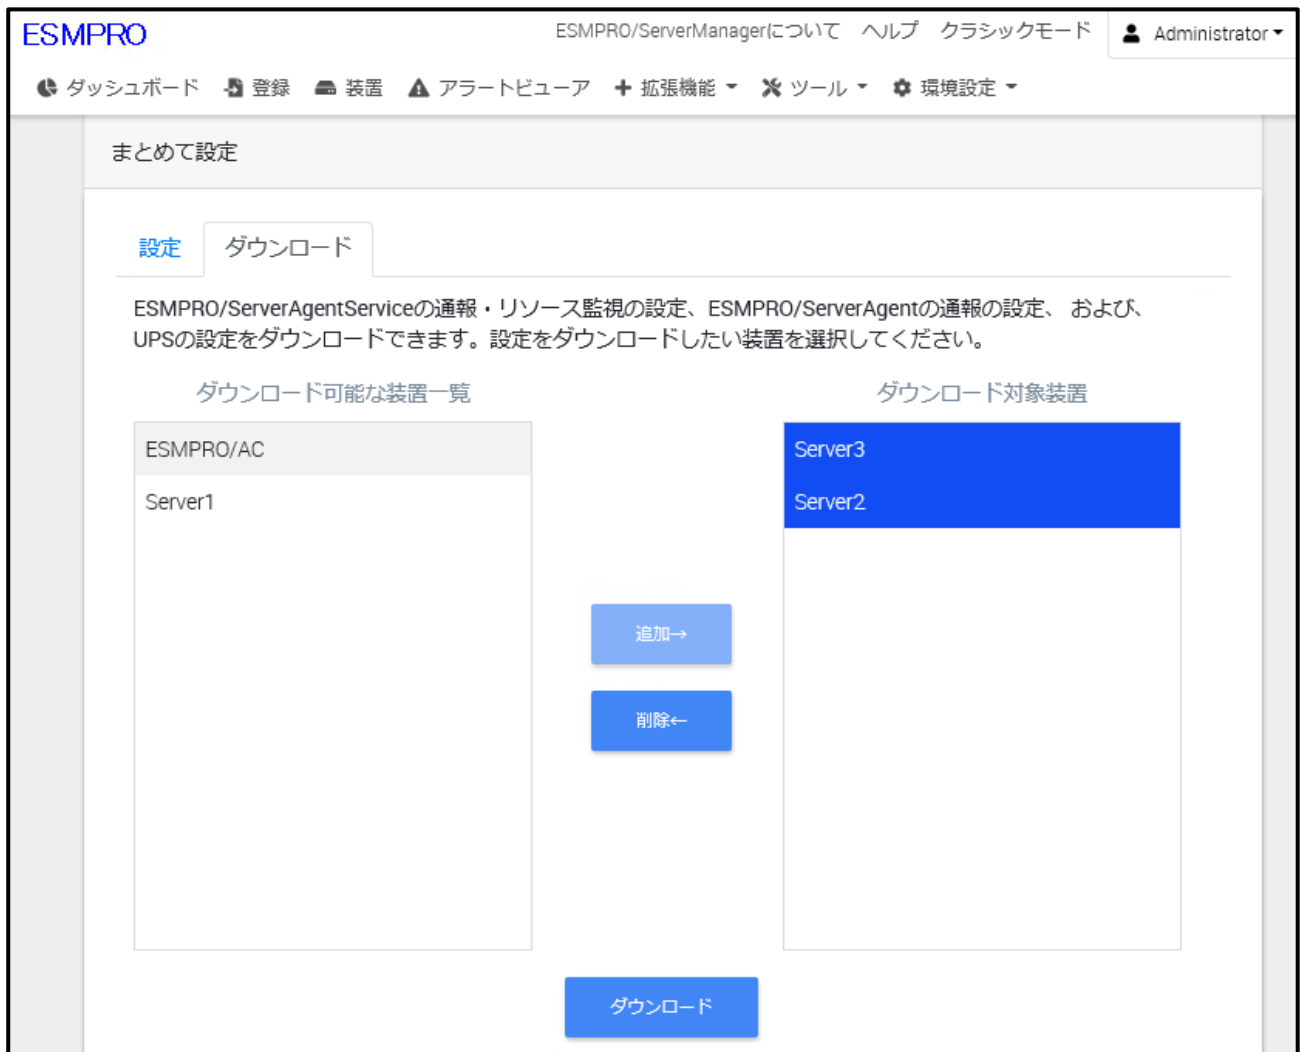 ESMPRO
ESMPRO/ServerManagerについて ヘルプ クラシックモード Administrator
ダッシュボード 登録 装置 アラートビューア 拡張機能 ツール 環境設定
まとめて設定
設定 ダウンロード
ESMPRO/ServerAgentServiceの通報・リソース監視の設定、ESMPRO/ServerAgentの通報の設定、 および、
UPSの設定をダウンロードできます。設定をダウンロードしたい装置を選択してください。
ダウンロード可能な装置一覧
ESMPRO/AC
Server1
追加→
削除←
ダウンロード対象装置
Server3
Server2
ダウンロード